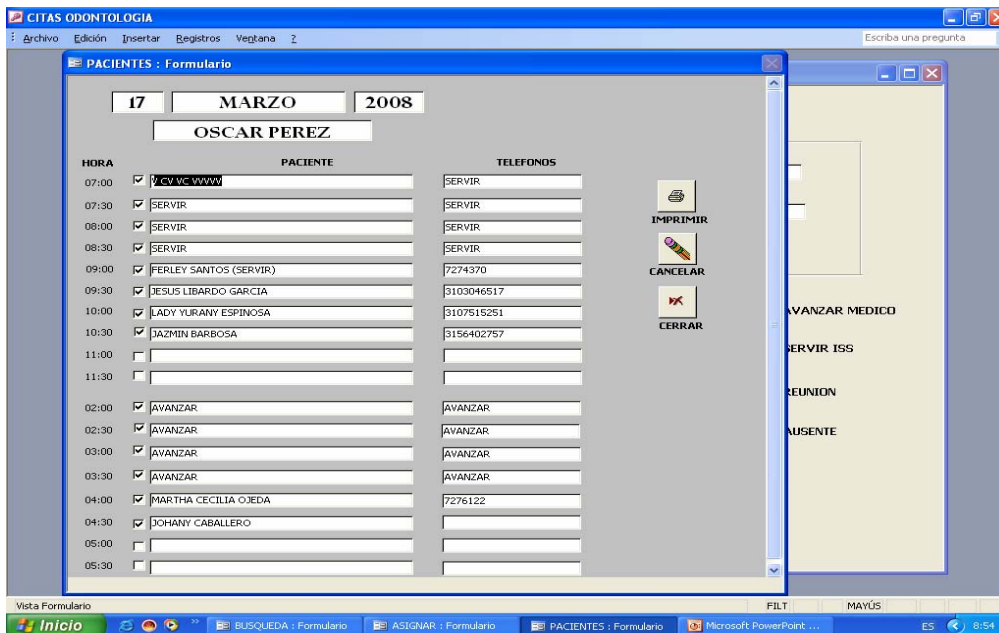 CITAS ODONTOLOGIA
Archivo Edición Insertar Registros Ventana ? Escriba una pregunta
PACIENTES : Formulario
17 MARZO 2008
OSCAR PEREZ
HORA PACIENTE TELEFONOS
07:00 V CV VC VVVVV SERVIR
07:30 SERVIR SERVIR
IMPRIMIR
08:00 SERVIR SERVIR
08:30 SERVIR SERVIR
09:00 FERLEY SANTOS (SERVIR) 7274370
CANCELAR
09:30 JESUS LIBARDO GARCIA 3103046517
10:00 LADY YURANY ESPINOSA 3107515251
AVANZAR MEDICO
CERRAR
10:30 JAZMIN BARBOSA 3156402757
11:00
SERVIR ISS
11:30
REUNION
02:00 AVANZAR AVANZAR
02:30 AVANZAR AVANZAR
AUSENTE
03:00 AVANZAR AVANZAR
03:30 AVANZAR AVANZAR
04:00 MARTHA CECILIA OJEDA 7276122
04:30 JOHANY CABALLERO
05:00
05:30
Vista Formulario FILT MAYÚS
Inicio BUSQUEDA : Formulario ASIGNAR : Formulario PACIENTES : Formulario Microsoft PowerPoint ... ES 8:54